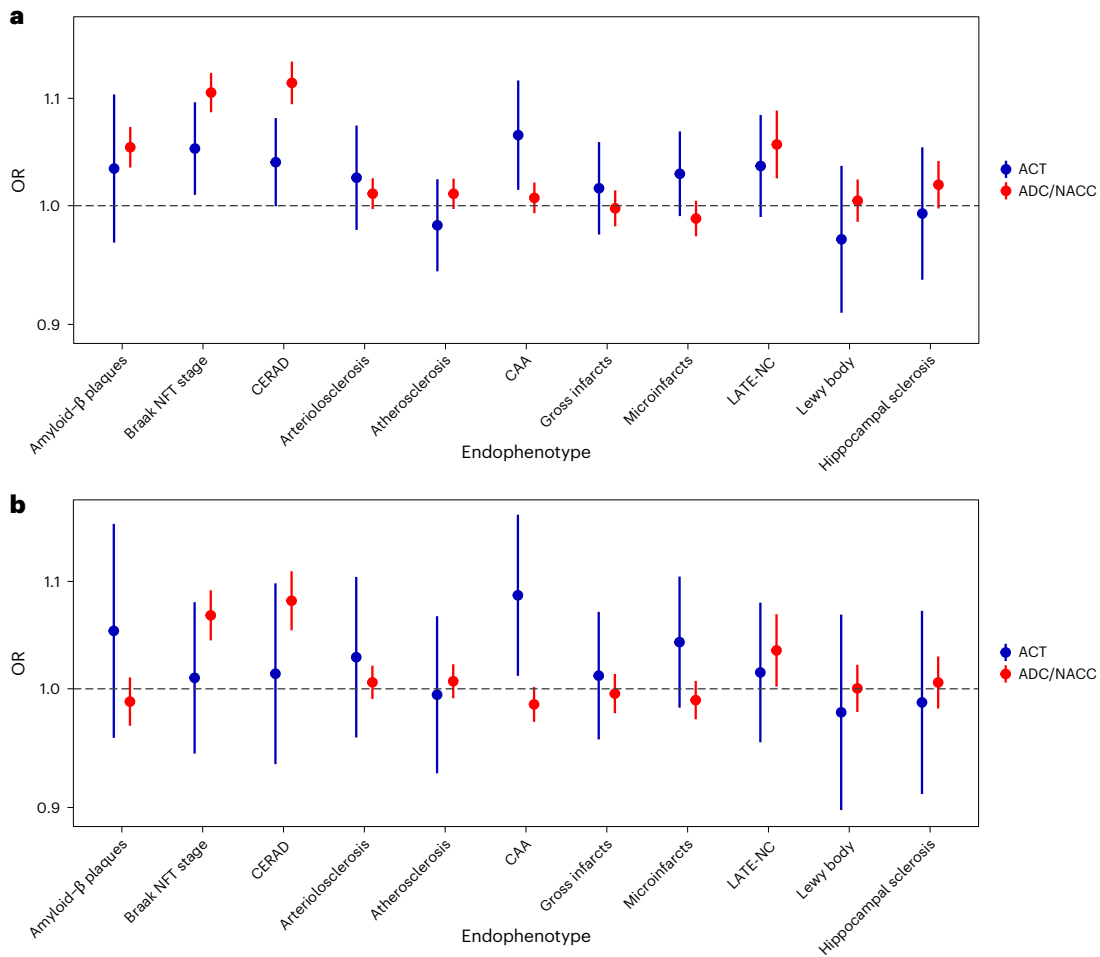 a
1.1
1.0
0.9
OR
Amyloid-β plaques
Braak NFT stage
CERAD
Arteriolosclerosis
Atherosclerosis
CAA
Gross infarcts
Microinfarcts
LATE-NC
Lewy body
Hippocampal sclerosis
Endophenotype
ACT
ADC/NACC
b
1.1
1.0
0.9
OR
Amyloid-β plaques
Braak NFT stage
CERAD
Arteriolosclerosis
Atherosclerosis
CAA
Gross infarcts
Microinfarcts
LATE-NC
Lewy body
Hippocampal sclerosis
Endophenotype
ACT
ADC/NACC